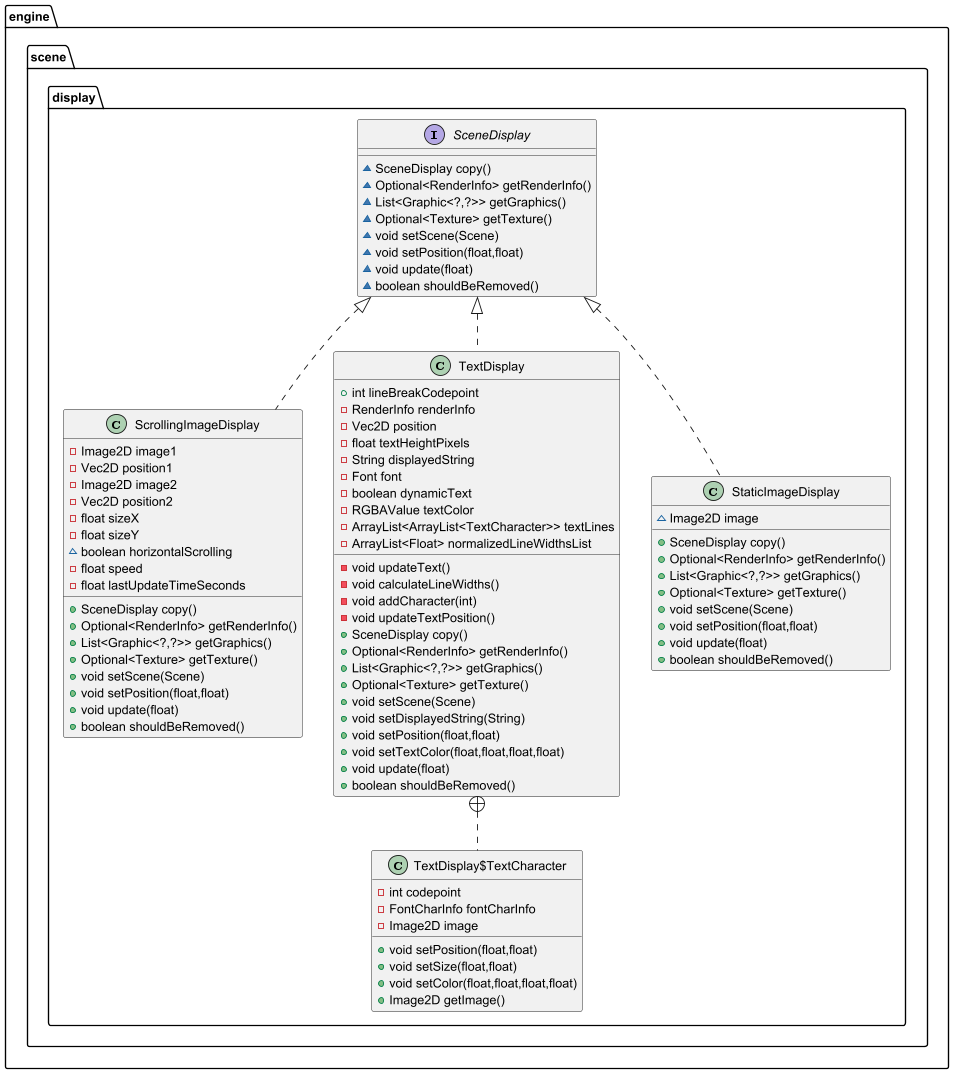 engine
scene
display
I SceneDisplay
SceneDisplay copy()
Optional<RenderInfo> getRenderInfo()
List<Graphic<?,?>> getGraphics()
Optional<Texture> getTexture()
void setScene(Scene)
void setPosition(float,float)
void update(float)
boolean shouldBeRemoved()
C ScrollingImageDisplay
Image2D image1
Vec2D position1
Image2D image2
Vec2D position2
float sizeX
float sizeY
boolean horizontalScrolling
float speed
float lastUpdateTimeSeconds
SceneDisplay copy()
Optional<RenderInfo> getRenderInfo()
List<Graphic<?,?>> getGraphics()
Optional<Texture> getTexture()
void setScene(Scene)
void setPosition(float,float)
void update(float)
boolean shouldBeRemoved()
C TextDisplay
int lineBreakCodepoint
RenderInfo renderInfo
Vec2D position
float textHeightPixels
String displayedString
Font font
boolean dynamicText
RGBAValue textColor
ArrayList<ArrayList<TextCharacter>> textLines
ArrayList<Float> normalizedLineWidthsList
void updateText()
void calculateLineWidths()
void addCharacter(int)
void updateTextPosition()
SceneDisplay copy()
Optional<RenderInfo> getRenderInfo()
List<Graphic<?,?>> getGraphics()
Optional<Texture> getTexture()
void setScene(Scene)
void setDisplayedString(String)
void setPosition(float,float)
void setTextColor(float,float,float,float)
void update(float)
boolean shouldBeRemoved()
C StaticImageDisplay
Image2D image
SceneDisplay copy()
Optional<RenderInfo> getRenderInfo()
List<Graphic<?,?>> getGraphics()
Optional<Texture> getTexture()
void setScene(Scene)
void setPosition(float,float)
void update(float)
boolean shouldBeRemoved()
C TextDisplay$TextCharacter
int codepoint
FontCharInfo fontCharInfo
Image2D image
void setPosition(float,float)
void setSize(float,float)
void setColor(float,float,float,float)
Image2D getImage()